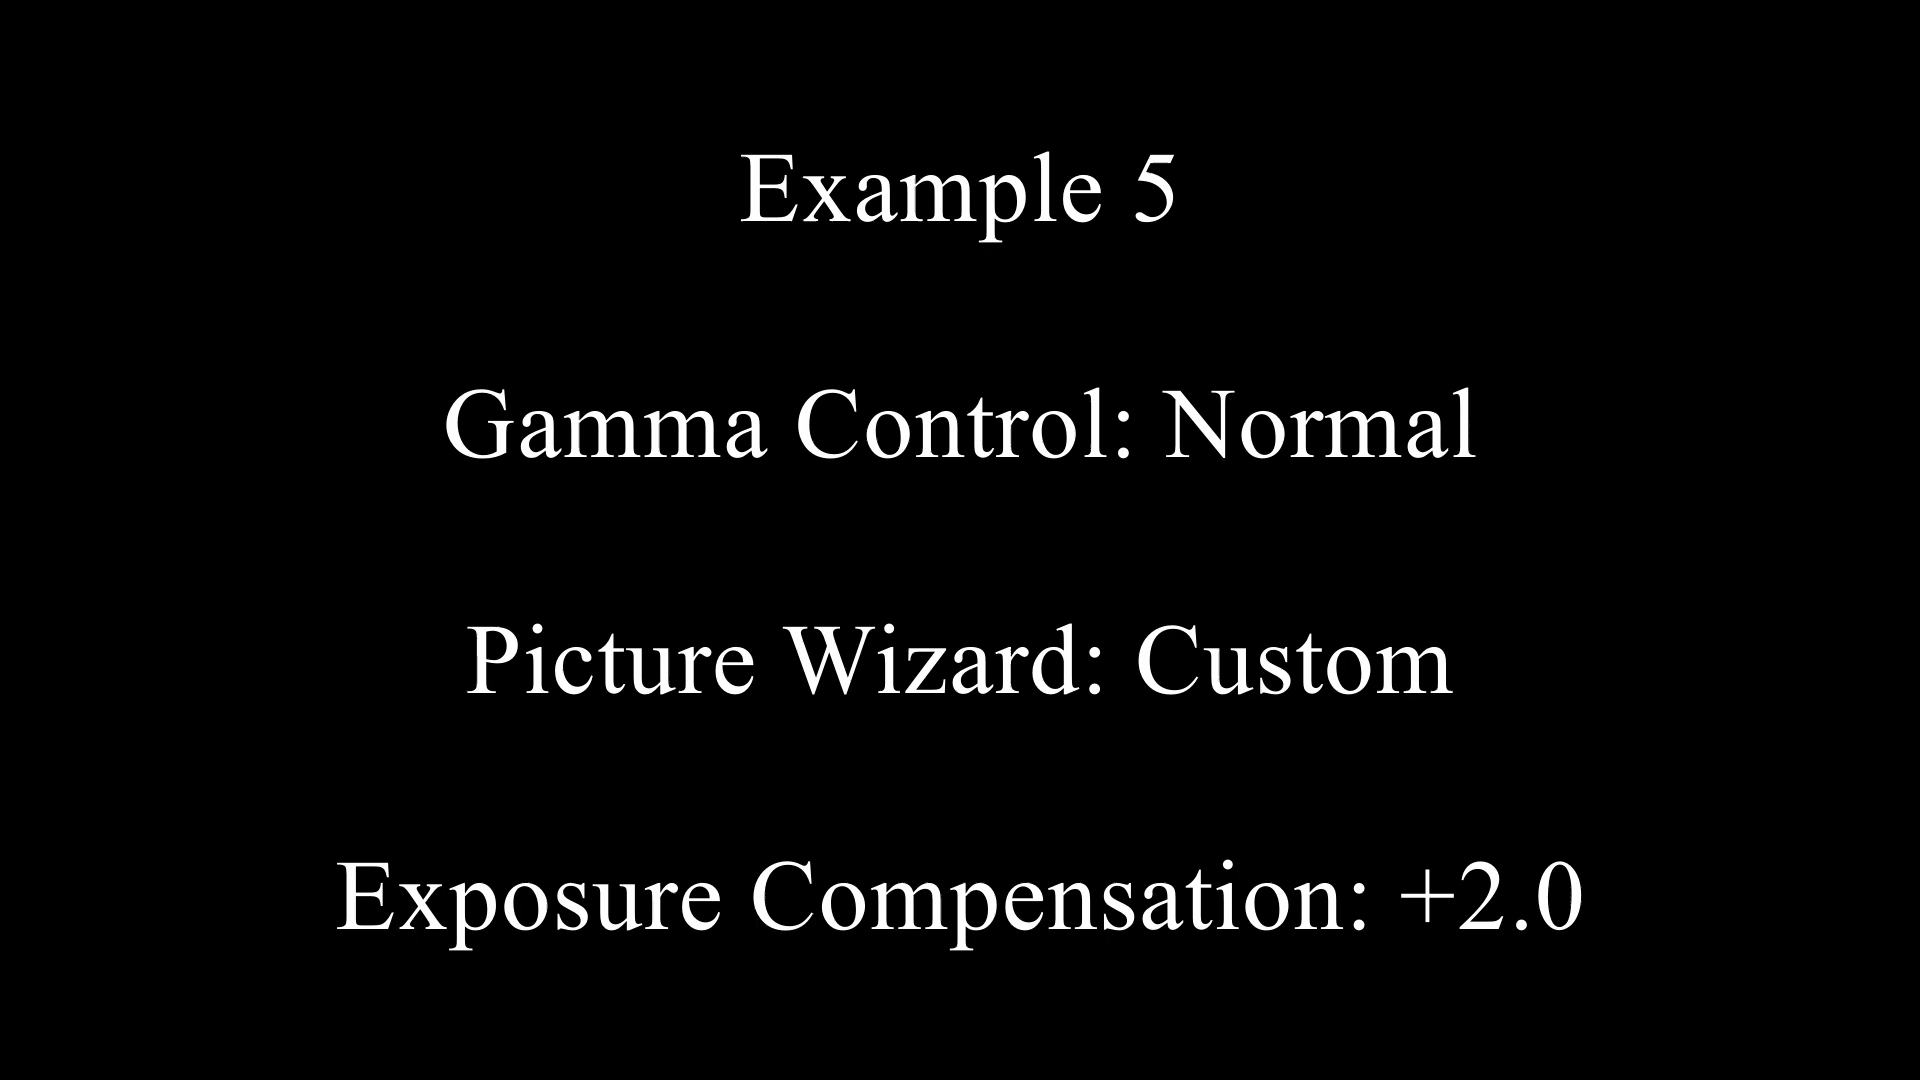 Example 5
Gamma Control: Normal
Picture Wizard: Custom
Exposure Compensation: +2.0